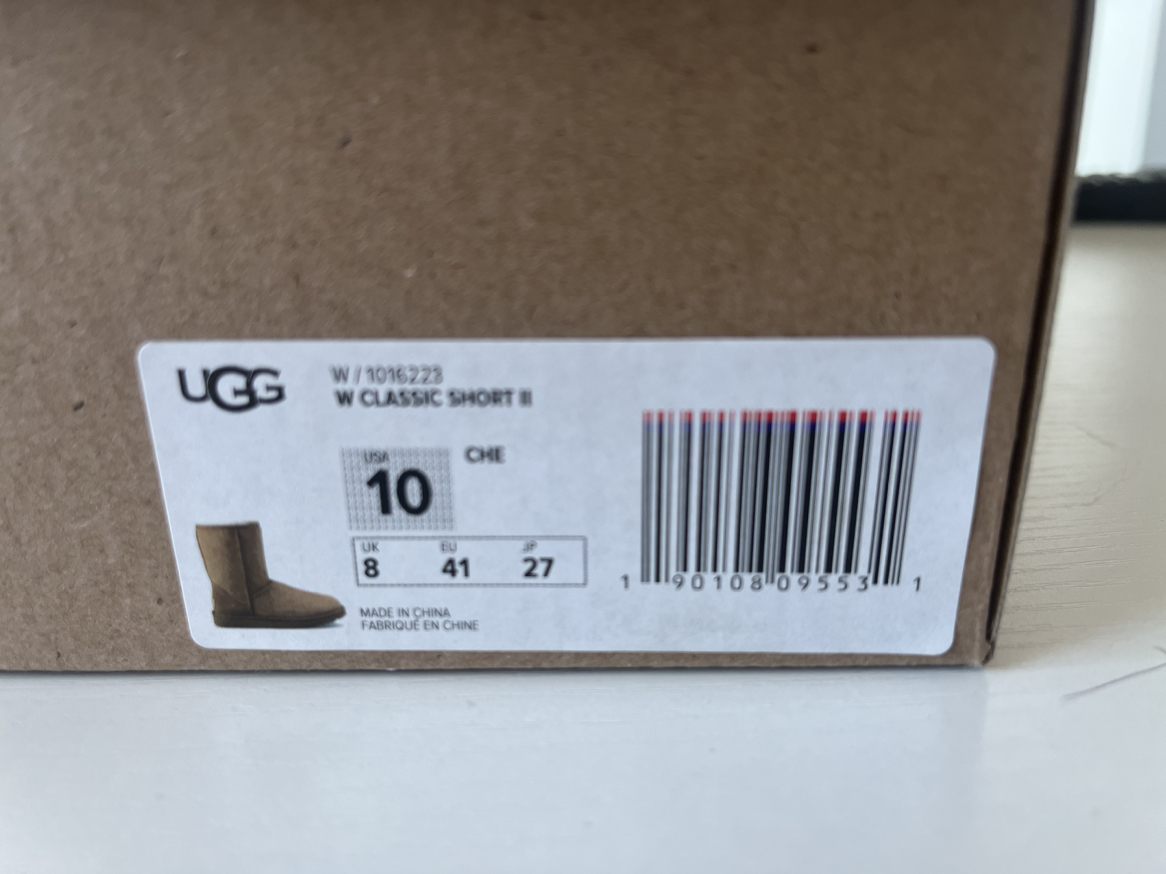 UGG
W / 1016223
W CLASSIC SHORT II
USA
10
CHE
UK EU JP
8 41 27
MADE IN CHINA
FABRIQUÉ EN CHINE
1 90108 09553 1